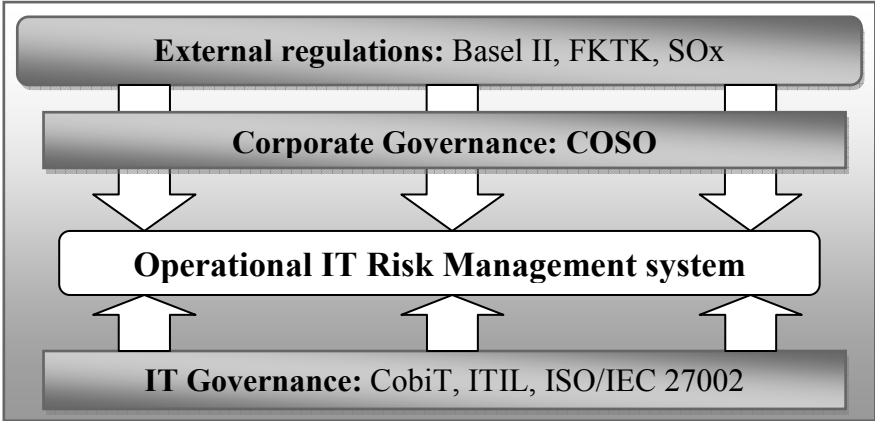 External regulations: Basel II, FKTK, SOx
Corporate Governance: COSO
Operational IT Risk Management system
IT Governance: CobiT, ITIL, ISO/IEC 27002